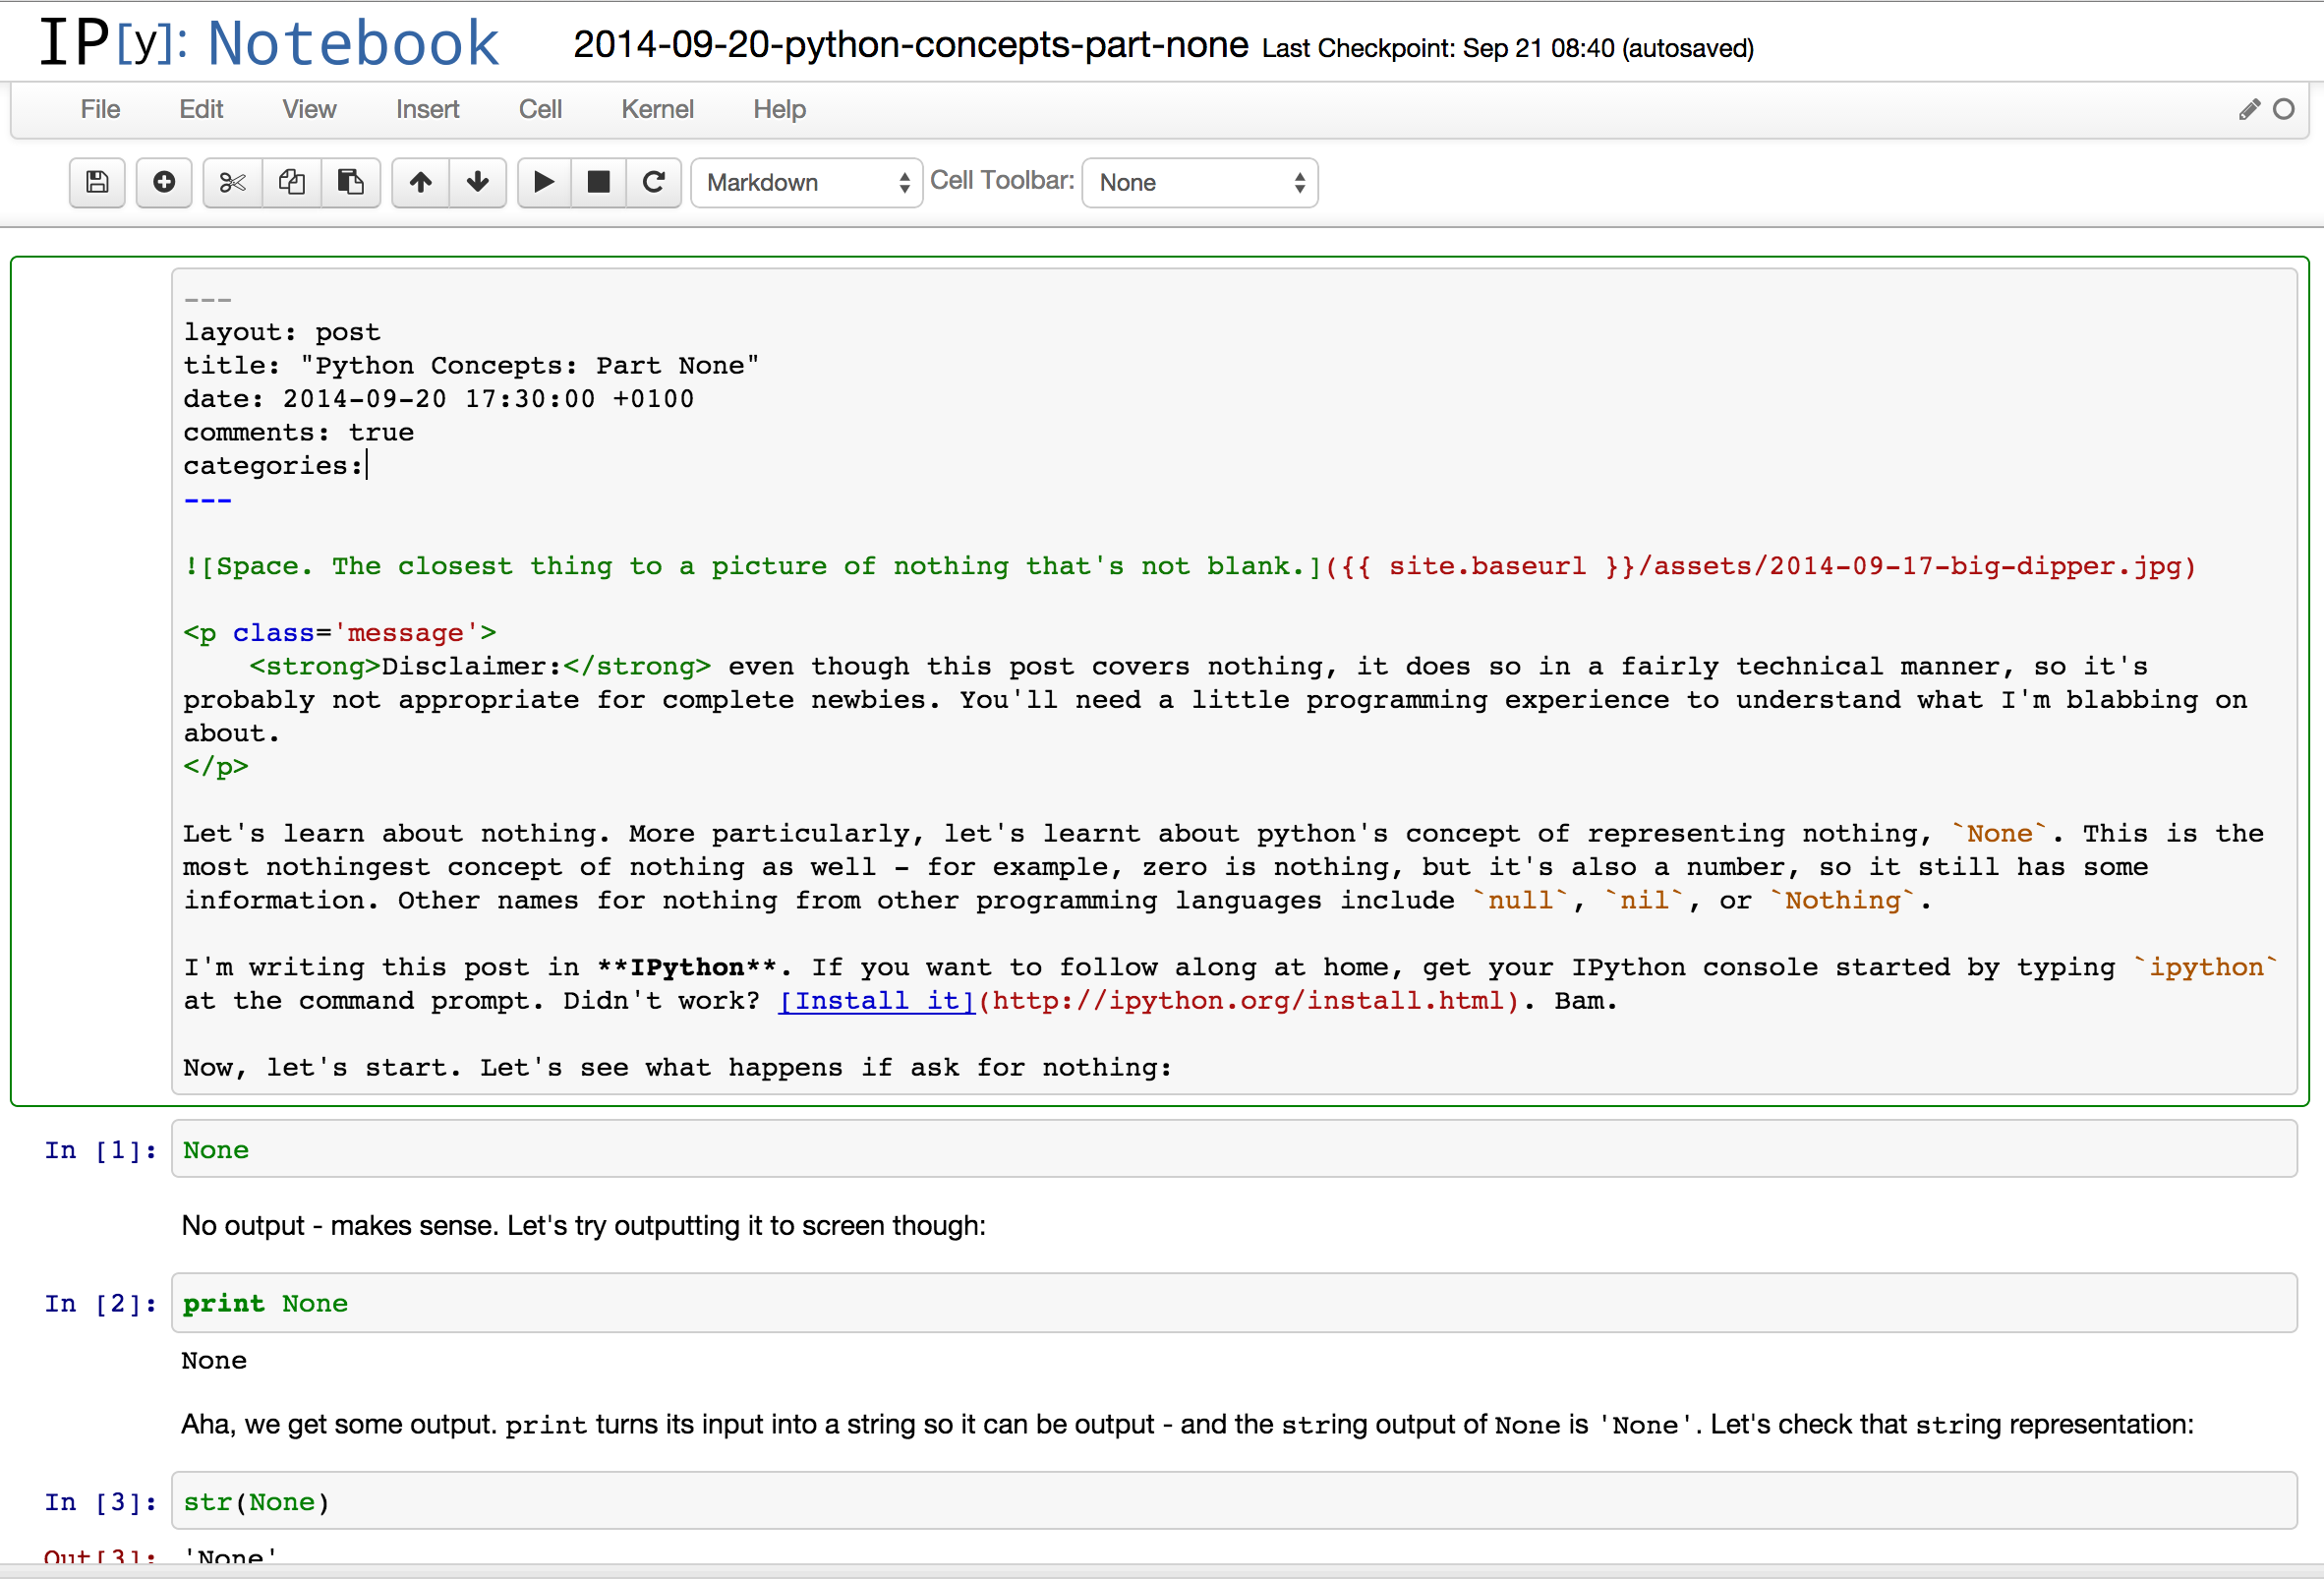 IP[y]: Notebook 2014-09-20-python-concepts-part-none Last Checkpoint: Sep 21 08:40 (autosaved)
File Edit View Insert Cell Kernel Help
Markdown Cell Toolbar: None
---
layout: post
title: "Python Concepts: Part None"
date: 2014-09-20 17:30:00 +0100
comments: true
categories:
---
![Space. The closest thing to a picture of nothing that's not blank.]({{ site.baseurl }}/assets/2014-09-17-big-dipper.jpg)
<p class='message'>
<strong>Disclaimer:</strong> even though this post covers nothing, it does so in a fairly technical manner, so it's
probably not appropriate for complete newbies. You'll need a little programming experience to understand what I'm blabbing on
about.
</p>
Let's learn about nothing. More particularly, let's learnt about python's concept of representing nothing, `None`. This is the
most nothingest concept of nothing as well - for example, zero is nothing, but it's also a number, so it still has some
information. Other names for nothing from other programming languages include `null`, `nil`, or `Nothing`.
I'm writing this post in **IPython**. If you want to follow along at home, get your IPython console started by typing `ipython`
at the command prompt. Didn't work? [Install it](http://ipython.org/install.html). Bam.
Now, let's start. Let's see what happens if ask for nothing:
In [1]: None
No output - makes sense. Let's try outputting it to screen though:
In [2]: print None
None
Aha, we get some output. print turns its input into a string so it can be output - and the string output of None is 'None'. Let's check that string representation:
In [3]: str(None)
Out[3]: 'None'